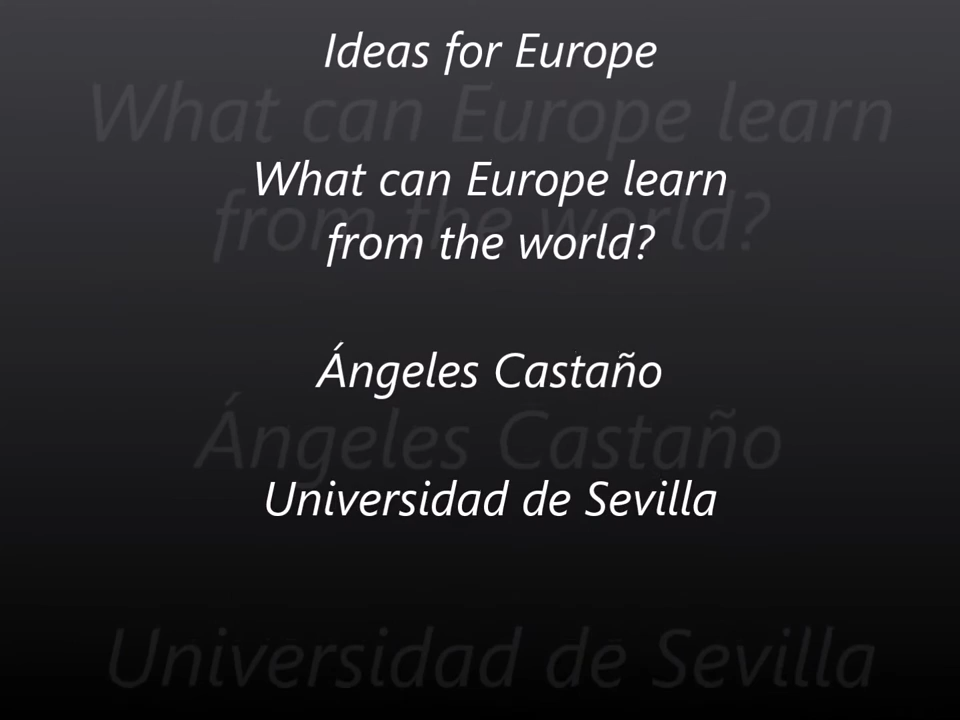 Ideas for Europe
What can Europe learn
from the world?
Ángeles Castaño
Universidad de Sevilla